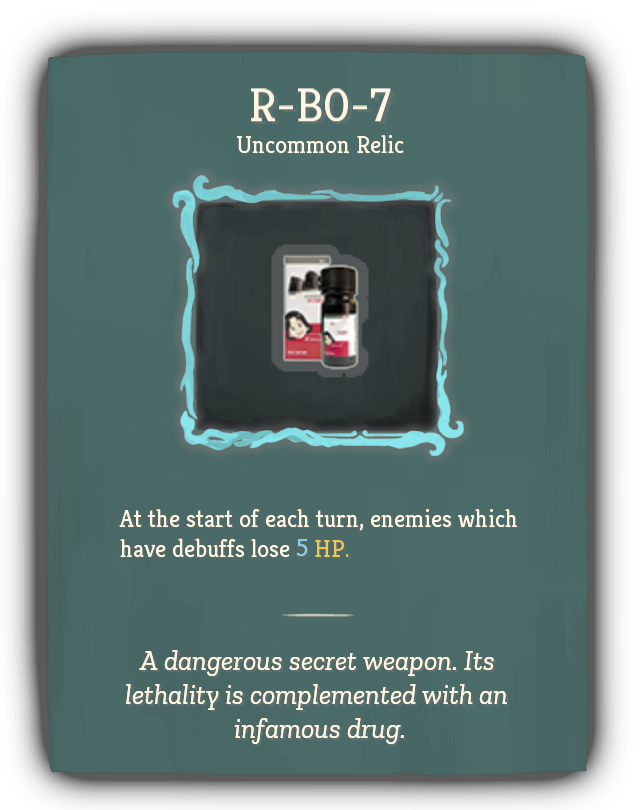 R-BO-7
Uncommon Relic
At the start of each turn, enemies which
have debuffs lose 5 HP.
A dangerous secret weapon. Its
lethality is complemented with an
infamous drug.